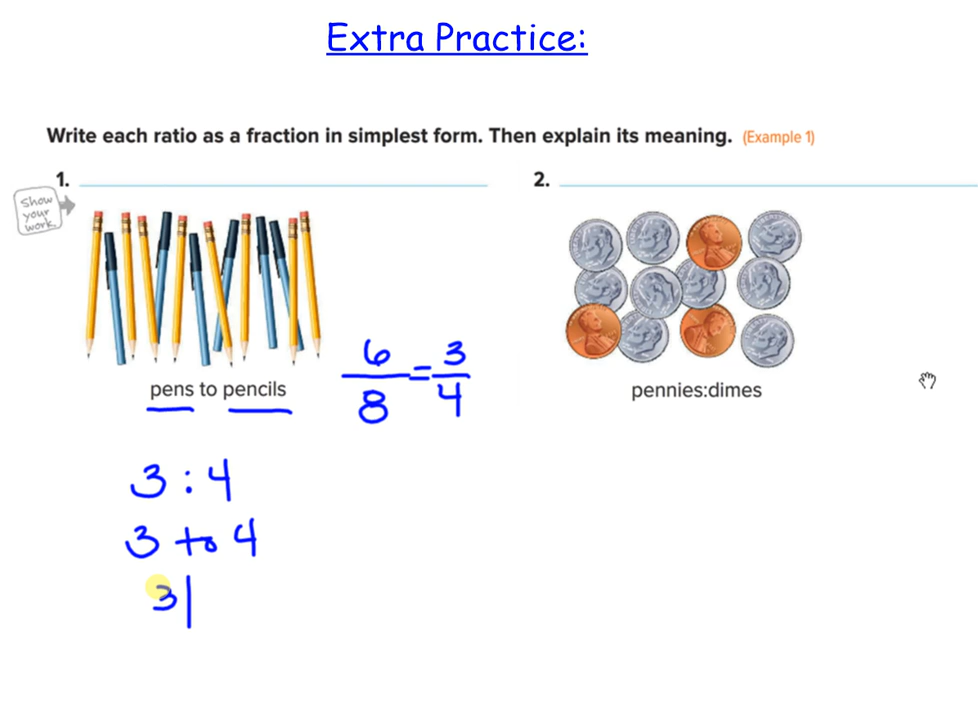 Extra Practice:
Write each ratio as a fraction in simplest form. Then explain its meaning. (Example 1)
1.
Show
your
work.
pens to pencils
6/8 = 3/4
3 : 4
3 to 4
3|
2.
pennies:dimes